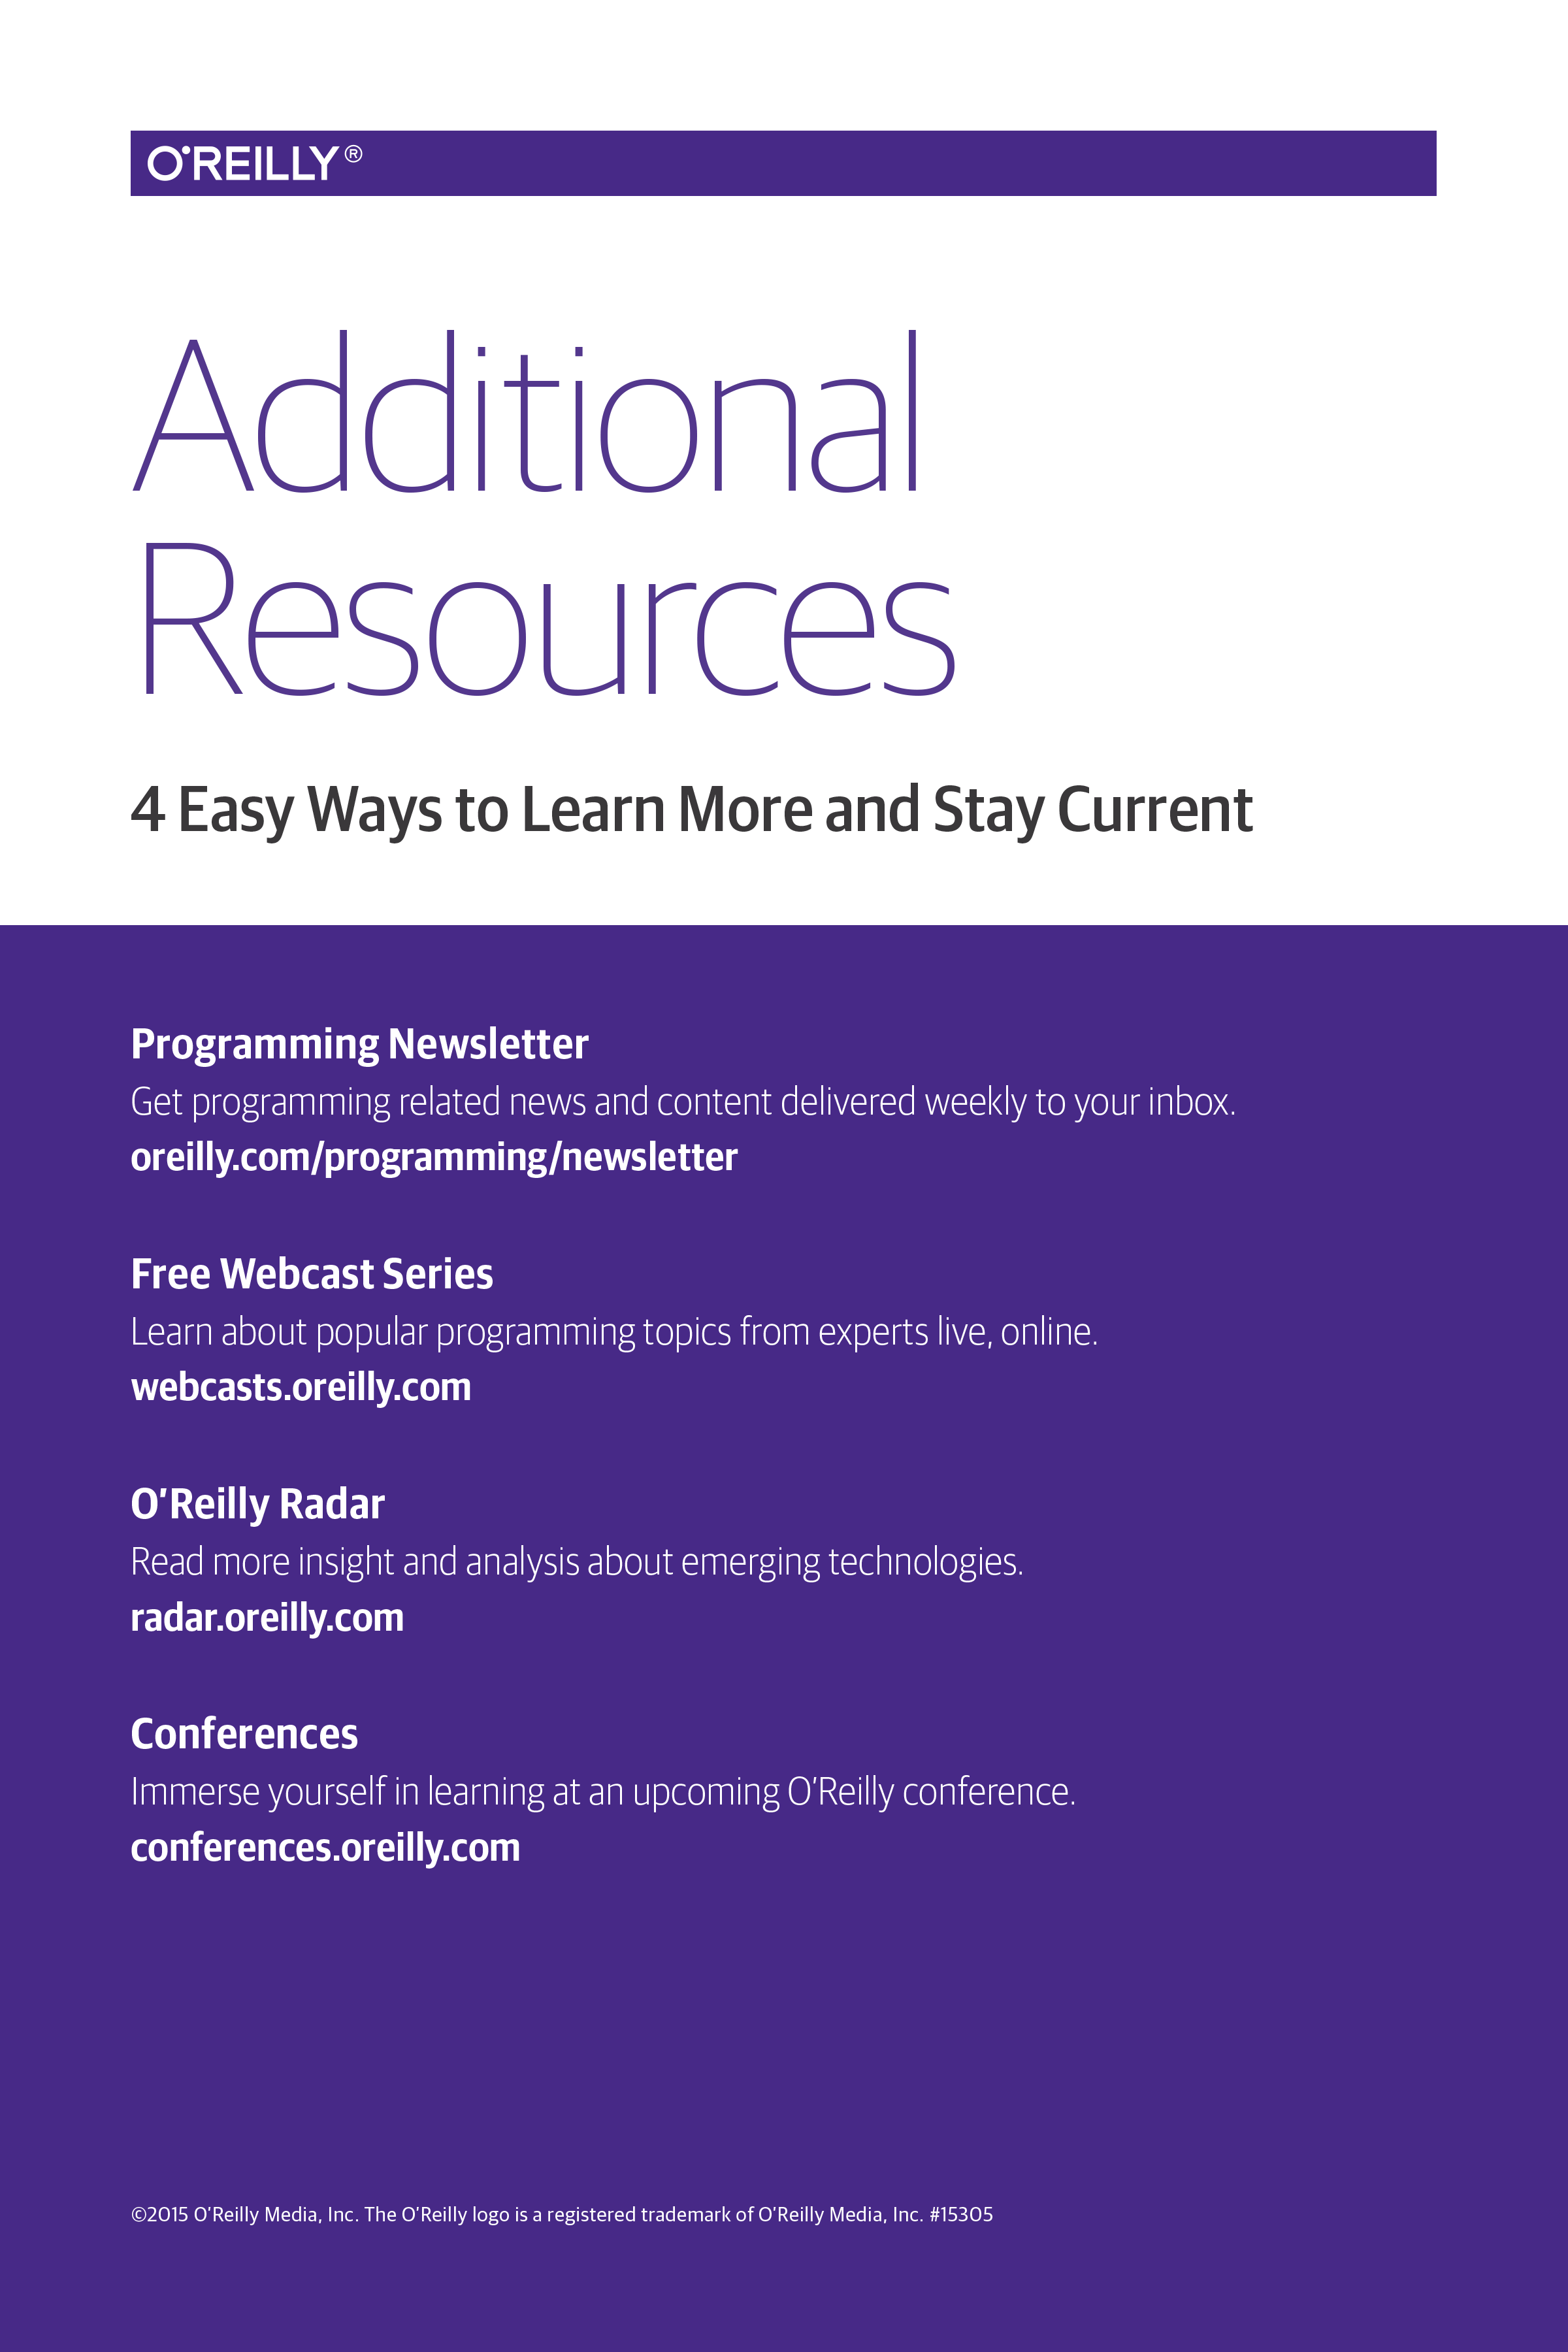 O'REILLY®
Additional
Resources
4 Easy Ways to Learn More and Stay Current
Programming Newsletter
Get programming related news and content delivered weekly to your inbox.
oreilly.com/programming/newsletter
Free Webcast Series
Learn about popular programming topics from experts live, online.
webcasts.oreilly.com
O’Reilly Radar
Read more insight and analysis about emerging technologies.
radar.oreilly.com
Conferences
Immerse yourself in learning at an upcoming O’Reilly conference.
conferences.oreilly.com
©2015 O’Reilly Media, Inc. The O’Reilly logo is a registered trademark of O’Reilly Media, Inc. #15305